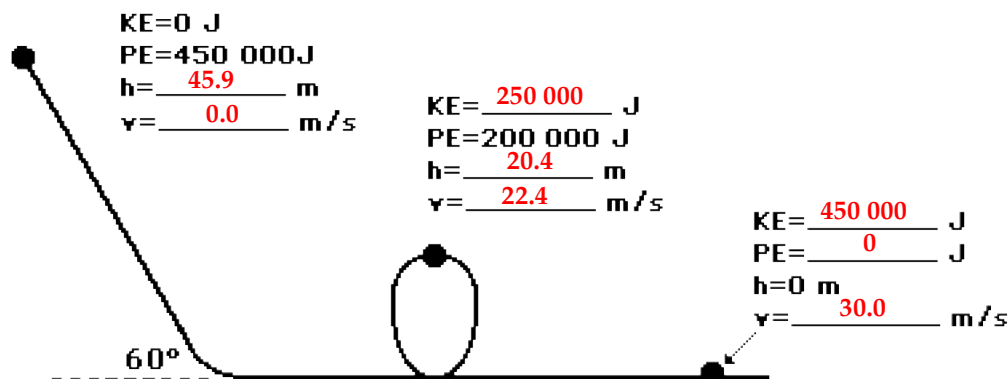 KE=0 J
PE=450 000J
h= 45.9 m
v= 0.0 m/s
KE= 250 000 J
PE=200 000 J
h= 20.4 m
v= 22.4 m/s
KE= 450 000 J
PE= 0 J
h=0 m
v= 30.0 m/s
60°